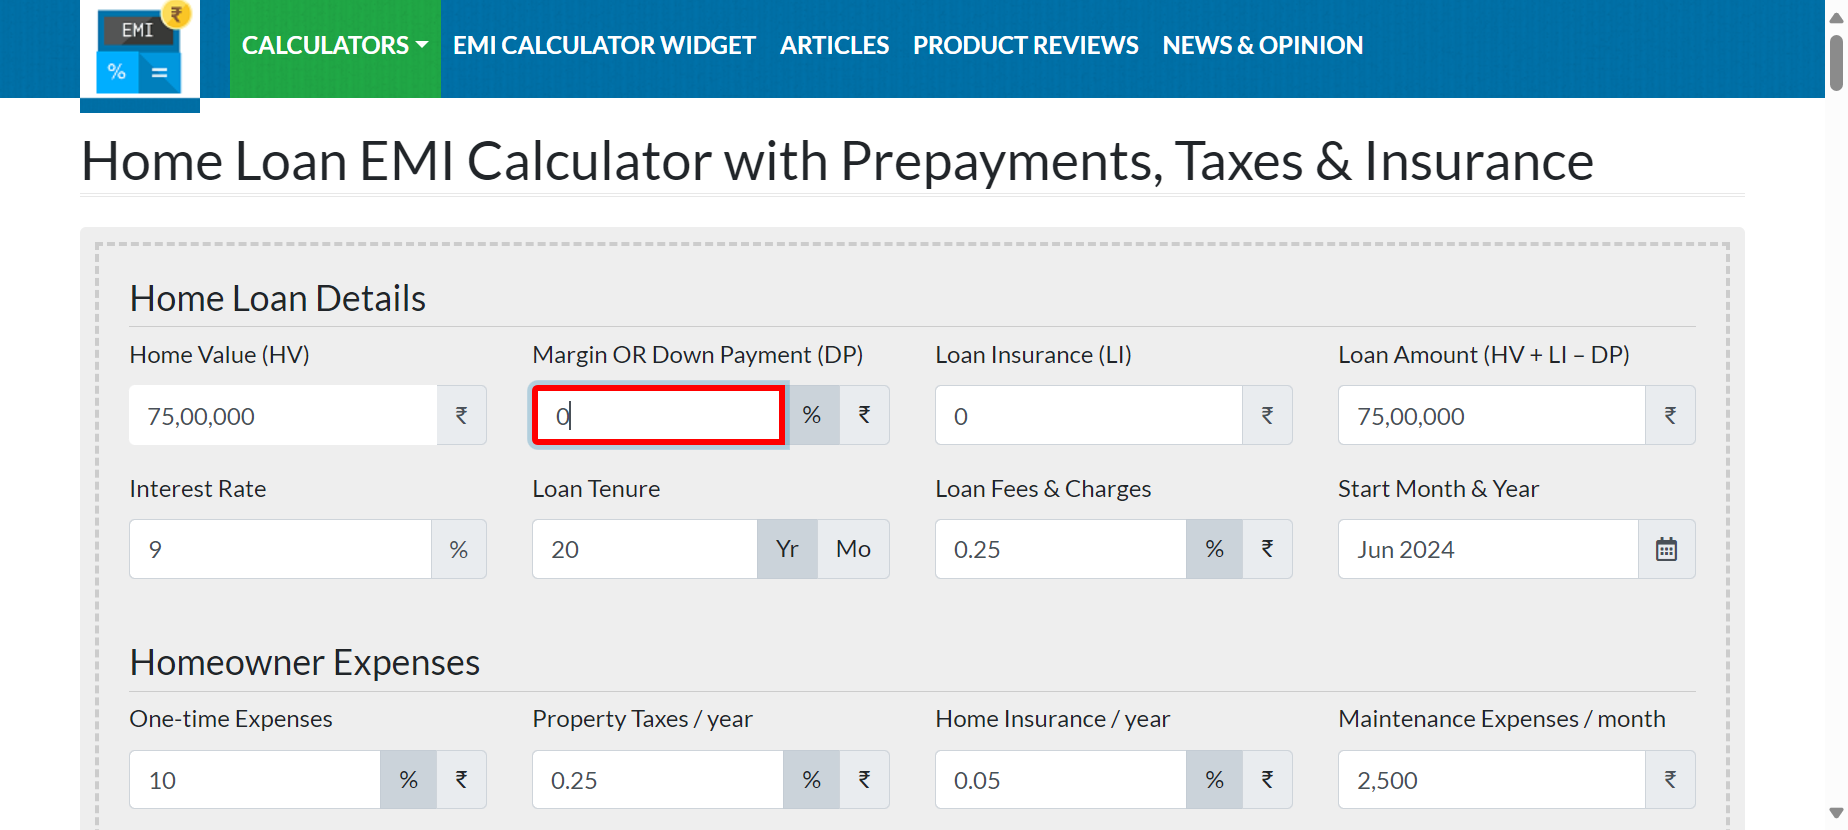 EMI
₹
%
=
CALCULATORS
EMI CALCULATOR WIDGET
ARTICLES
PRODUCT REVIEWS
NEWS & OPINION
Home Loan EMI Calculator with Prepayments, Taxes & Insurance
Home Loan Details
Home Value (HV)
Margin OR Down Payment (DP)
Loan Insurance (LI)
Loan Amount (HV + LI – DP)
75,00,000 ₹
0 % ₹
0 ₹
75,00,000 ₹
Interest Rate
Loan Tenure
Loan Fees & Charges
Start Month & Year
9 %
20 Yr Mo
0.25 % ₹
Jun 2024
Homeowner Expenses
One-time Expenses
Property Taxes / year
Home Insurance / year
Maintenance Expenses / month
10 % ₹
0.25 % ₹
0.05 % ₹
2,500 ₹